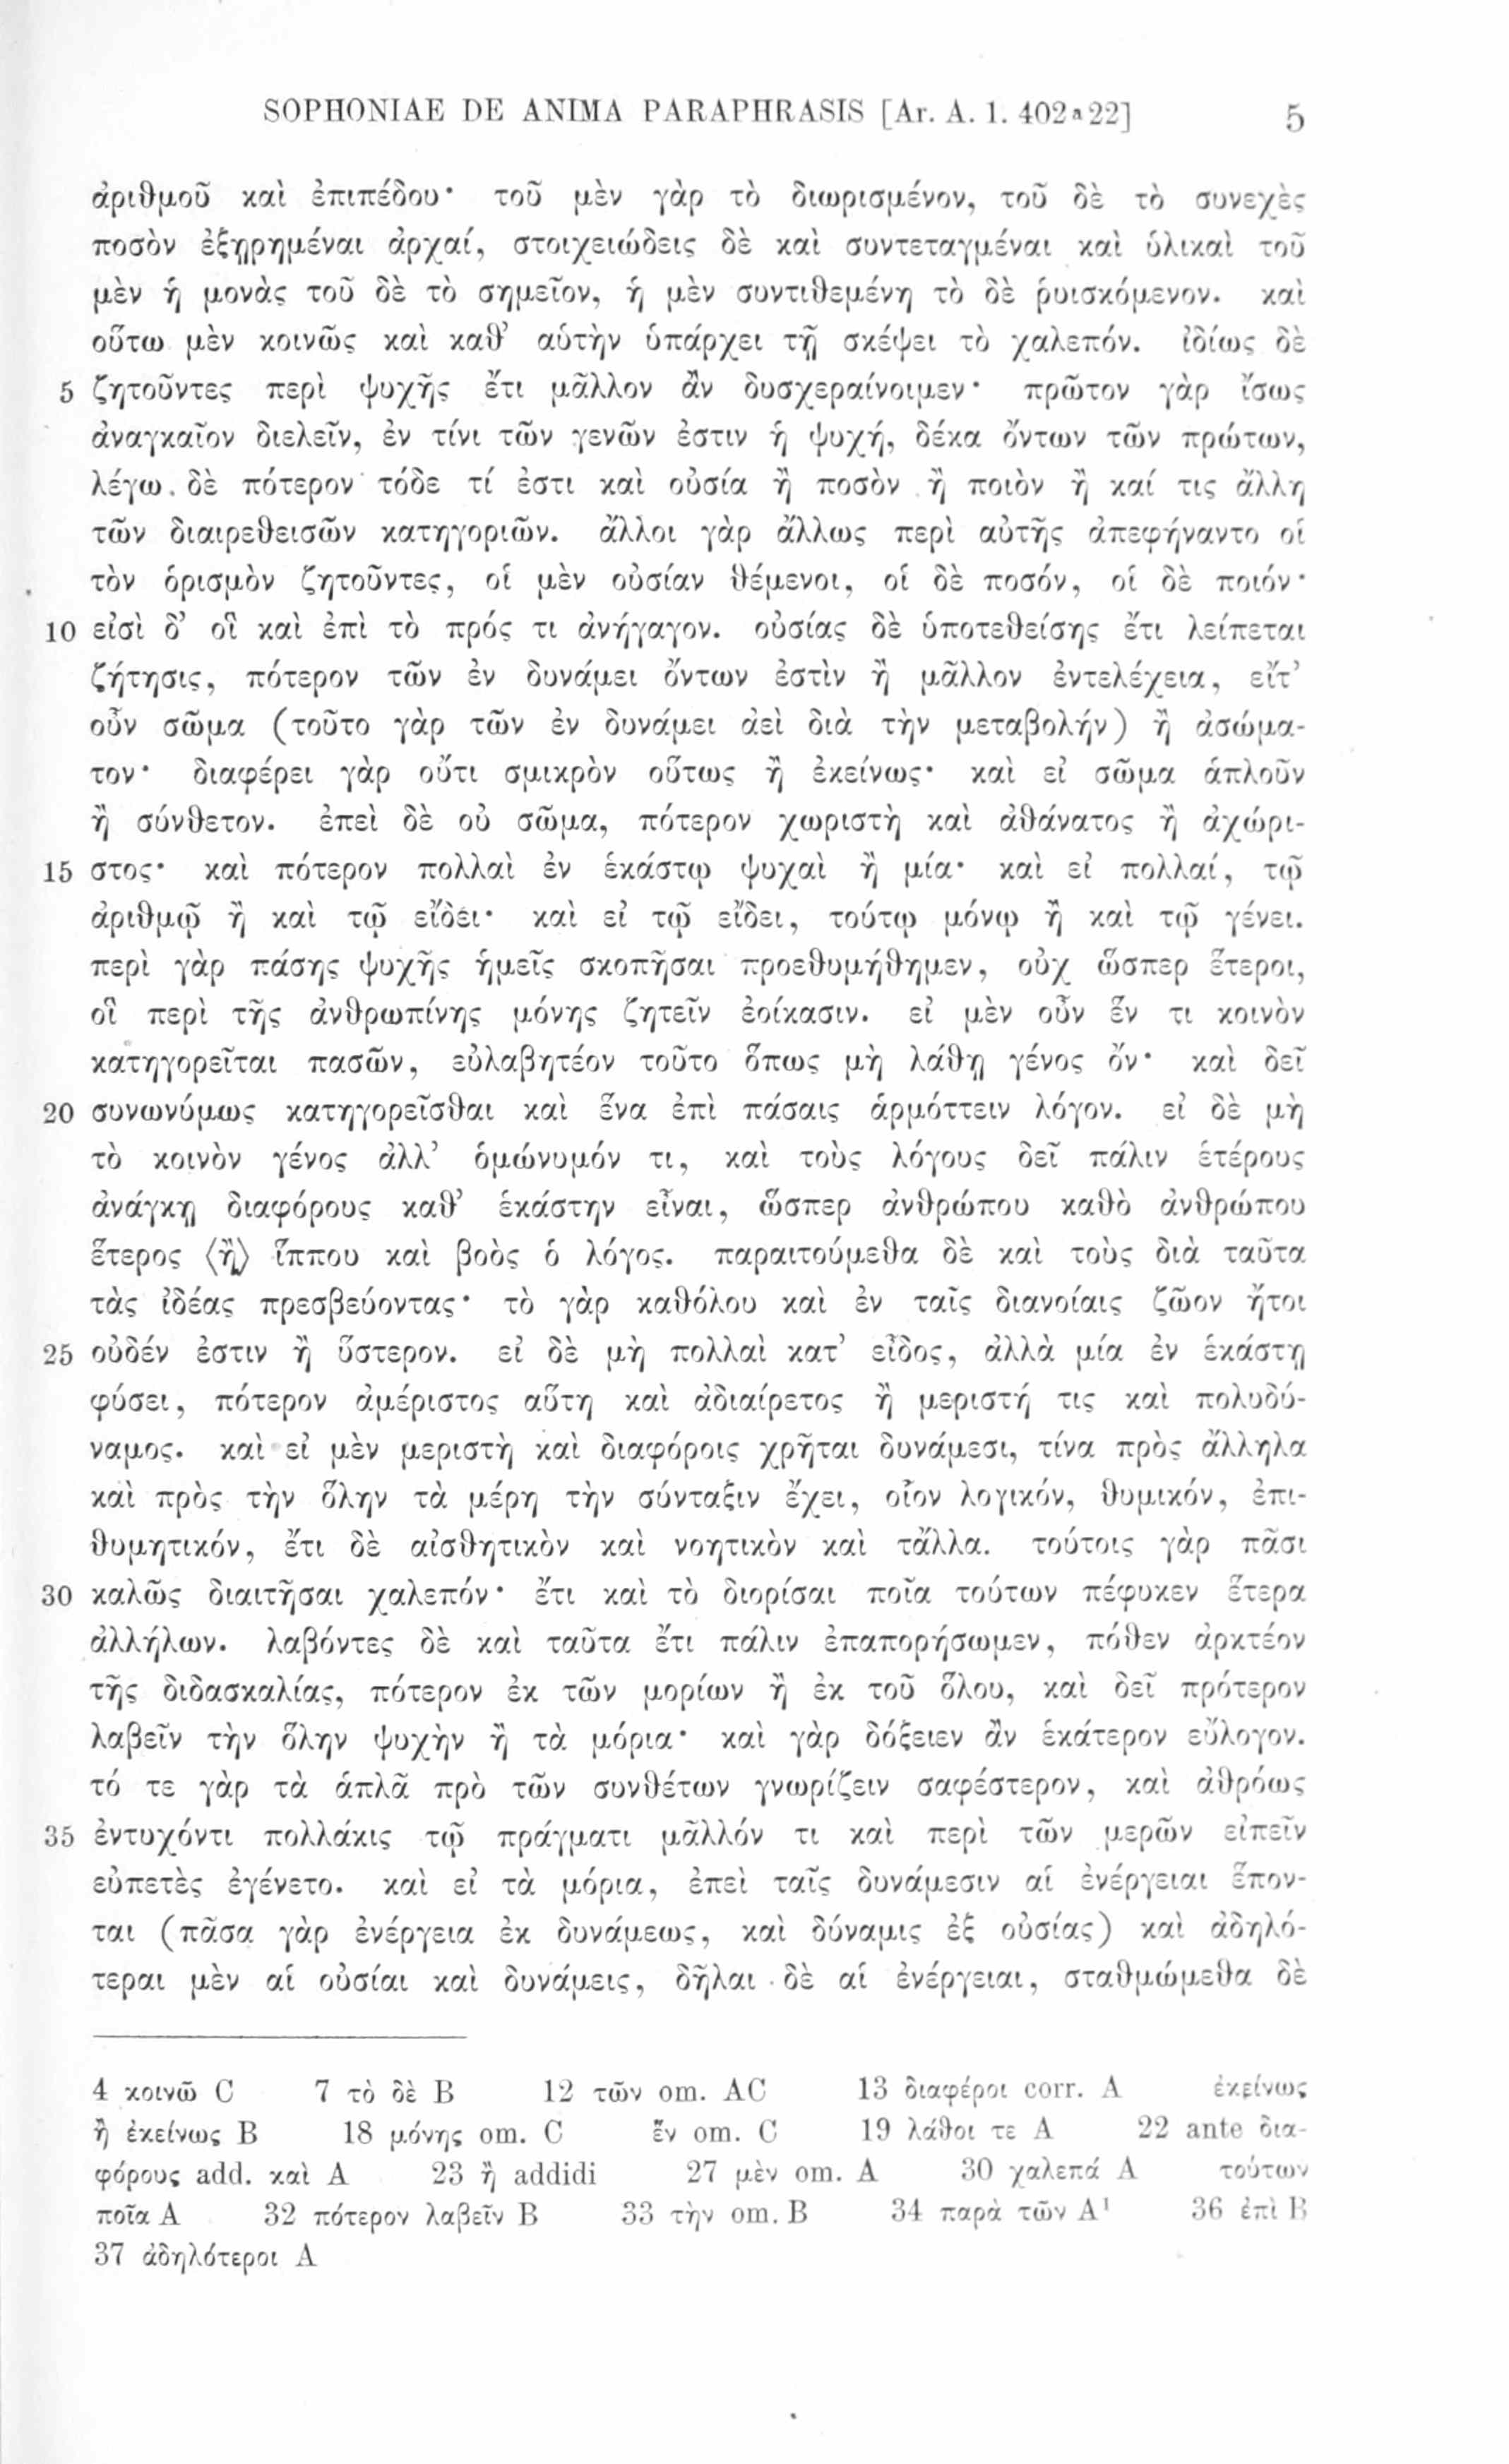 SOPHONIAE DE ANIMA PARAPHRASIS [Ar. A. 1. 402ᵃ22] 5
ἀριθμοῦ καὶ ἐπιπέδου· τοῦ μὲν γὰρ τὸ διωρισμένον, τοῦ δὲ τὸ συνεχὲς
ποσὸν ἐξῃρημέναι ἀρχαί, στοιχειώδεις δὲ καὶ συντεταγμέναι καὶ ὑλικαὶ τοῦ
μὲν ἡ μονὰς τοῦ δὲ τὸ σημεῖον, ἡ μὲν συντιθεμένη τὸ δὲ ῥυισκόμενον. καὶ
οὕτω μὲν κοινῶς καὶ καθ’ αὑτὴν ὑπάρχει τῇ σκέψει τὸ χαλεπόν. ἰδίως δὲ
5 ζητοῦντες περὶ ψυχῆς ἔτι μᾶλλον ἂν δυσχεραίνοιμεν· πρῶτον γὰρ ἴσως
ἀναγκαῖον διελεῖν, ἐν τίνι τῶν γενῶν ἐστιν ἡ ψυχή, δέκα ὄντων τῶν πρώτων,
λέγω δὲ πότερον τόδε τί ἐστι καὶ οὐσία ἢ ποσὸν ἢ ποιὸν ἢ καί τις ἄλλη
τῶν διαιρεθεισῶν κατηγοριῶν. ἄλλοι γὰρ ἄλλως περὶ αὐτῆς ἀπεφήναντο οἱ
τὸν ὁρισμὸν ζητοῦντες, οἱ μὲν οὐσίαν θέμενοι, οἱ δὲ ποσόν, οἱ δὲ ποιόν·
10 εἰσὶ δ’ οἳ καὶ ἐπὶ τὸ πρός τι ἀνήγαγον. οὐσίας δὲ ὑποτεθείσης ἔτι λείπεται
ζήτησις, πότερον τῶν ἐν δυνάμει ὄντων ἐστὶν ἢ μᾶλλον ἐντελέχεια, εἴτ’
οὖν σῶμα (τοῦτο γὰρ τῶν ἐν δυνάμει ἀεὶ διὰ τὴν μεταβολήν) ἢ ἀσώμα-
τον· διαφέρει γὰρ οὔτι σμικρὸν οὕτως ἢ ἐκείνως· καὶ εἰ σῶμα ἁπλοῦν
ἢ σύνθετον. ἐπεὶ δὲ οὐ σῶμα, πότερον χωριστὴ καὶ ἀθάνατος ἢ ἀχώρι-
15 στος· καὶ πότερον πολλαὶ ἐν ἑκάστῳ ψυχαὶ ἢ μία· καὶ εἰ πολλαί, τῷ
ἀριθμῷ ἢ καὶ τῷ εἴδει· καὶ εἰ τῷ εἴδει, τούτῳ μόνῳ ἢ καὶ τῷ γένει.
περὶ γὰρ πάσης ψυχῆς ἡμεῖς σκοπῆσαι προεθυμήθημεν, οὐχ ὥσπερ ἕτεροι,
οἳ περὶ τῆς ἀνθρωπίνης μόνης ζητεῖν ἐοίκασιν. εἰ μὲν οὖν ἕν τι κοινὸν
κατηγορεῖται πασῶν, εὐλαβητέον τοῦτο ὅπως μὴ λάθῃ γένος ὄν· καὶ δεῖ
20 συνωνύμως κατηγορεῖσθαι καὶ ἕνα ἐπὶ πάσαις ἁρμόττειν λόγον. εἰ δὲ μὴ
τὸ κοινὸν γένος ἀλλ’ ὁμώνυμόν τι, καὶ τοὺς λόγους δεῖ πάλιν ἑτέρους
ἀνάγκῃ διαφόρους καθ’ ἑκάστην εἶναι, ὥσπερ ἀνθρώπου καθὸ ἀνθρώπου
ἕτερος ⟨ἢ⟩ ἵππου καὶ βοὸς ὁ λόγος. παραιτούμεθα δὲ καὶ τοὺς διὰ ταῦτα
τὰς ἰδέας πρεσβεύοντας· τὸ γὰρ καθόλου καὶ ἐν ταῖς διανοίαις ζῶον ἤτοι
25 οὐδέν ἐστιν ἢ ὕστερον. εἰ δὲ μὴ πολλαὶ κατ’ εἶδος, ἀλλὰ μία ἐν ἑκάστῃ
φύσει, πότερον ἀμέριστος αὕτη καὶ ἀδιαίρετος ἢ μεριστή τις καὶ πολυδύ-
ναμος. καὶ εἰ μὲν μεριστὴ καὶ διαφόροις χρῆται δυνάμεσι, τίνα πρὸς ἄλληλα
καὶ πρὸς τὴν ὅλην τὰ μέρη τὴν σύνταξιν ἔχει, οἷον λογικόν, θυμικόν, ἐπι-
θυμητικόν, ἔτι δὲ αἰσθητικὸν καὶ νοητικὸν καὶ τἄλλα. τούτοις γὰρ πᾶσι
30 καλῶς διαιτῆσαι χαλεπόν· ἔτι καὶ τὸ διορίσαι ποῖα τούτων πέφυκεν ἕτερα
ἀλλήλων. λαβόντες δὲ καὶ ταῦτα ἔτι πάλιν ἐπαπορήσωμεν, πόθεν ἀρκτέον
τῆς διδασκαλίας, πότερον ἐκ τῶν μορίων ἢ ἐκ τοῦ ὅλου, καὶ δεῖ πρότερον
λαβεῖν τὴν ὅλην ψυχὴν ἢ τὰ μόρια· καὶ γὰρ δόξειεν ἂν ἑκάτερον εὔλογον.
τό τε γὰρ τὰ ἁπλᾶ πρὸ τῶν συνθέτων γνωρίζειν σαφέστερον, καὶ ἀθρόως
35 ἐντυχόντι πολλάκις τῷ πράγματι μᾶλλόν τι καὶ περὶ τῶν μερῶν εἰπεῖν
εὐπετὲς ἐγένετο. καὶ εἰ τὰ μόρια, ἐπεὶ ταῖς δυνάμεσιν αἱ ἐνέργειαι ἕπον-
ται (πᾶσα γὰρ ἐνέργεια ἐκ δυνάμεως, καὶ δύναμις ἐξ οὐσίας) καὶ ἀδηλό-
τεραι μὲν αἱ οὐσίαι καὶ δυνάμεις, δῆλαι δὲ αἱ ἐνέργειαι, σταθμώμεθα δὲ
4 κοινῶ C 7 τὸ δὲ B 12 τῶν om. AC 13 διαφέροι corr. A ἐκείνως
ἢ ἐκείνως B 18 μόνης om. C ἕν om. C 19 λάθοι τε A 22 ante δια-
φόρους add. καὶ A 23 ἢ addidi 27 μὲν om. A 30 χαλεπά A τούτων
ποῖα A 32 πότερον λαβεῖν B 33 τὴν om. B 34 παρὰ τῶν A¹ 36 ἐπὶ B
37 ἀδηλότεροι A